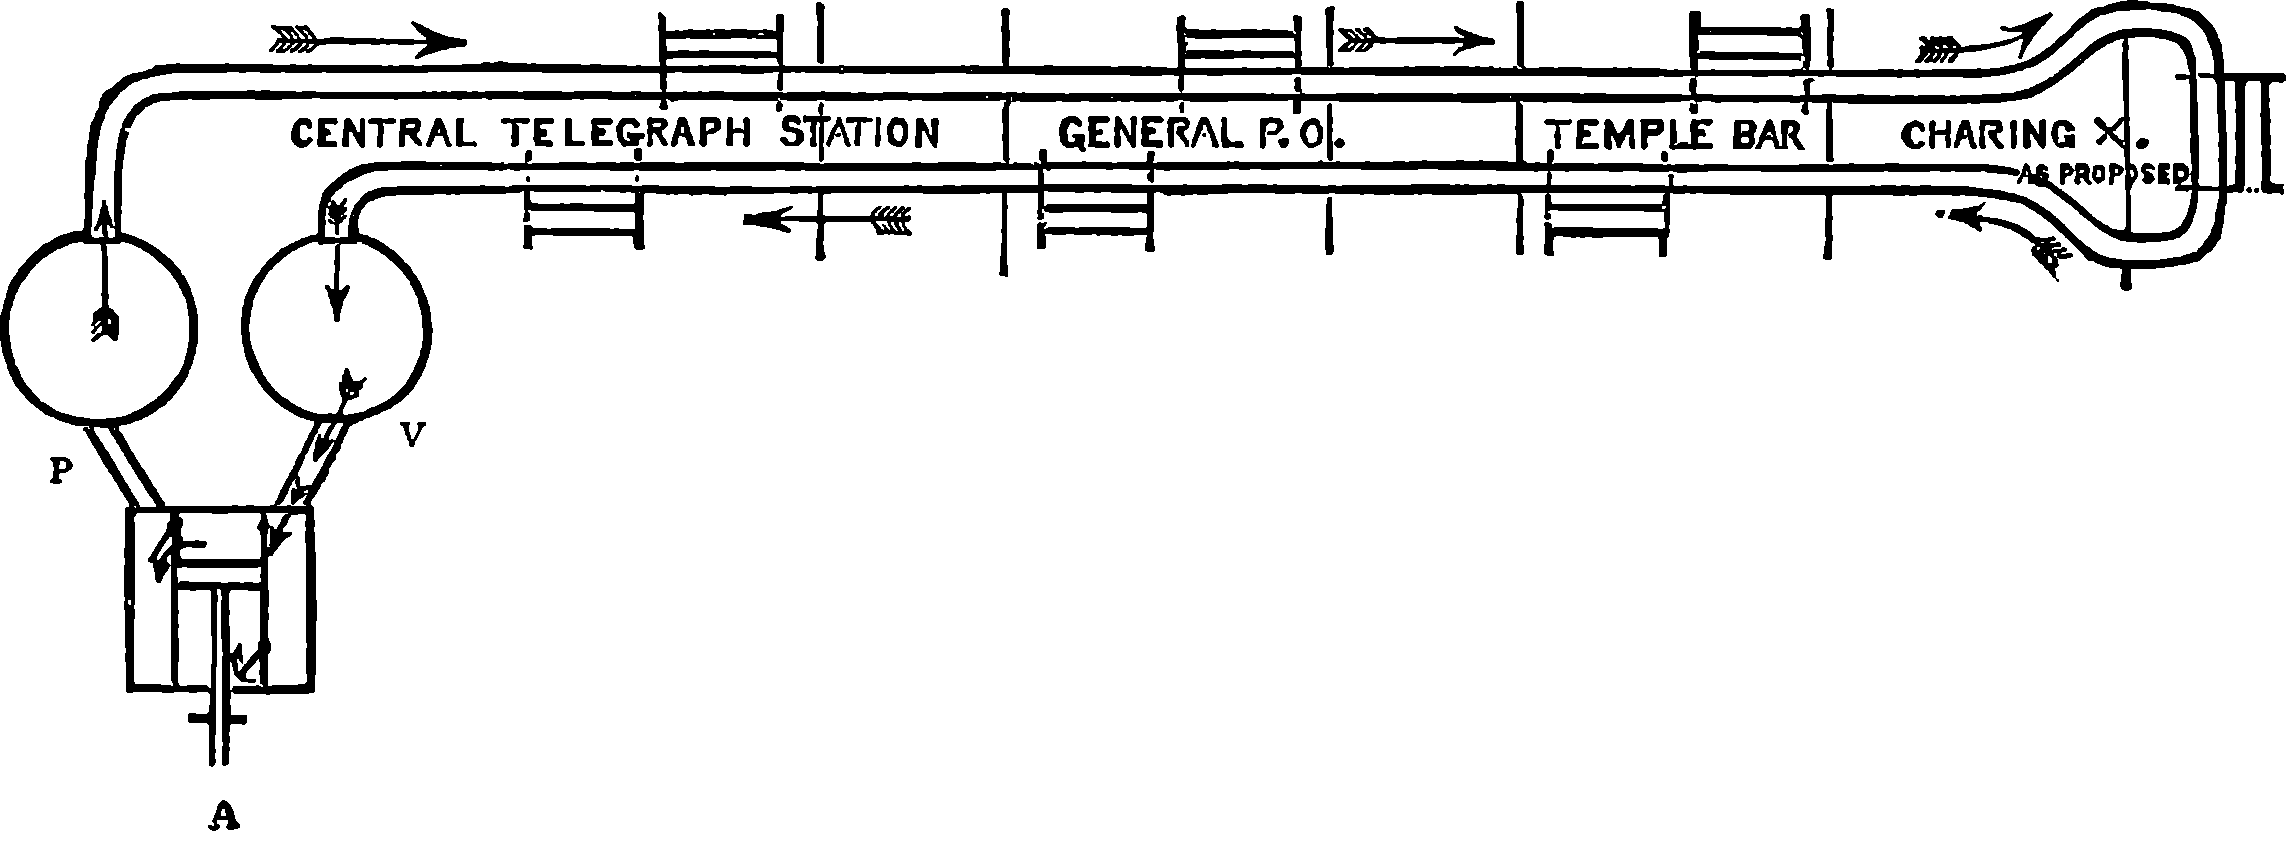 CENTRAL TELEGRAPH STATION GENERAL P.O. TEMPLE BAR CHARING X.
AS PROPOSED
V
P
A